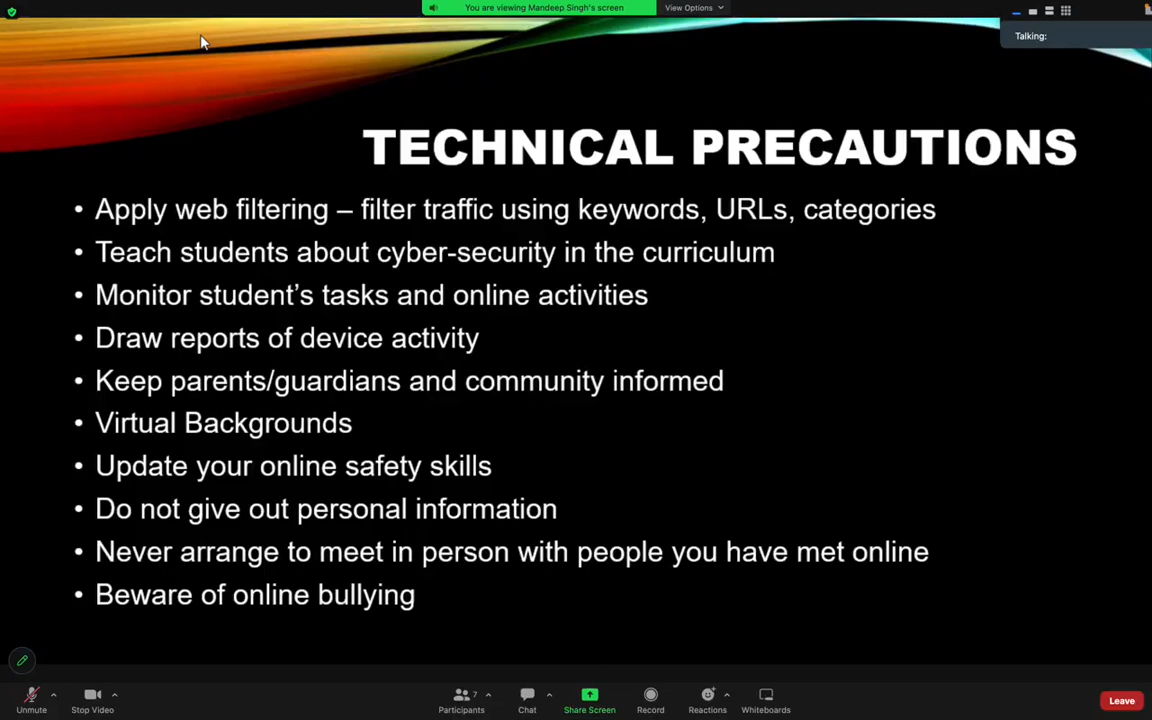 You are viewing Mandeep Singh's screen
View Options
Talking:
TECHNICAL PRECAUTIONS
• Apply web filtering – filter traffic using keywords, URLs, categories
• Teach students about cyber-security in the curriculum
• Monitor student's tasks and online activities
• Draw reports of device activity
• Keep parents/guardians and community informed
• Virtual Backgrounds
• Update your online safety skills
• Do not give out personal information
• Never arrange to meet in person with people you have met online
• Beware of online bullying
7
Unmute
Stop Video
Participants
Chat
Share Screen
Record
Reactions
Whiteboards
Leave